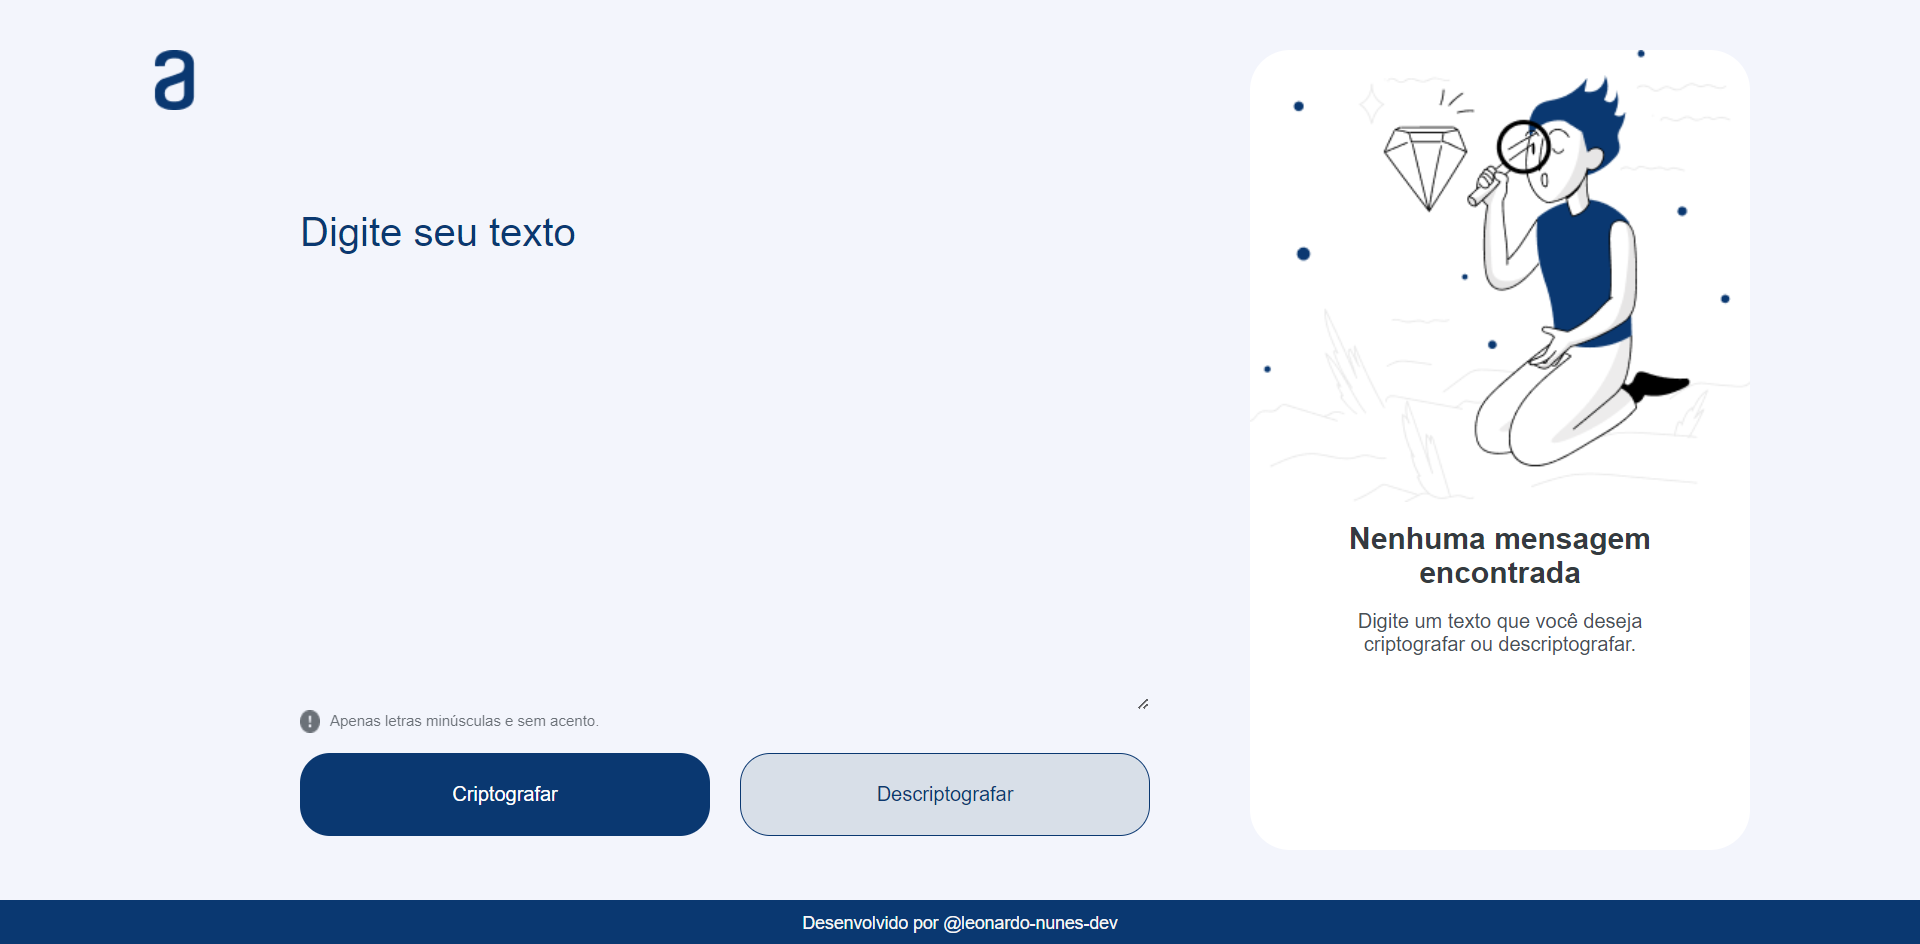 a
Digite seu texto
Apenas letras minúsculas e sem acento.
Criptografar
Descriptografar
Nenhuma mensagem
encontrada
Digite um texto que você deseja
criptografar ou descriptografar.
Desenvolvido por @leonardo-nunes-dev